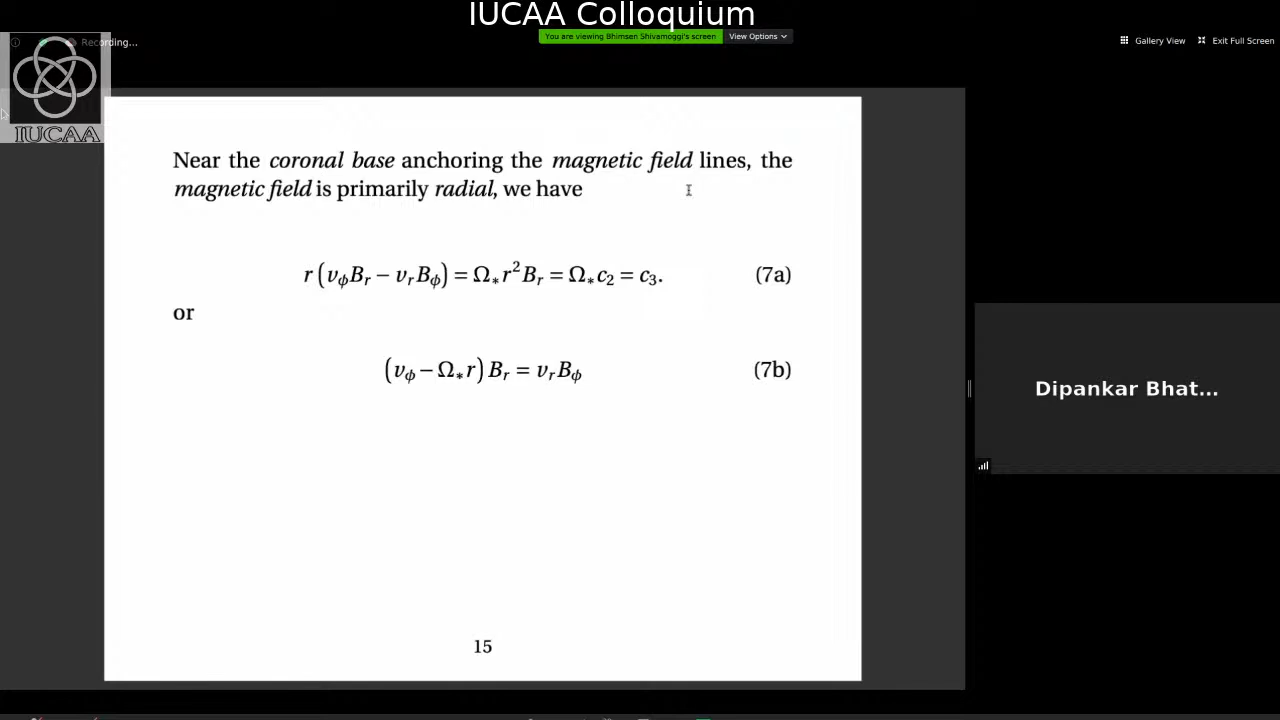 IUCAA Colloquium
Recording...
You are viewing Bhimsen Shivamoggi's screen
View Options
Gallery View
Exit Full Screen
IUCAA
Near the coronal base anchoring the magnetic field lines, the
magnetic field is primarily radial, we have
r (v_ϕ B_r − v_r B_ϕ) = Ω_* r² B_r = Ω_* c₂ = c₃. (7a)
or
(v_ϕ − Ω_* r) B_r = v_r B_ϕ (7b)
Dipankar Bhat...
15